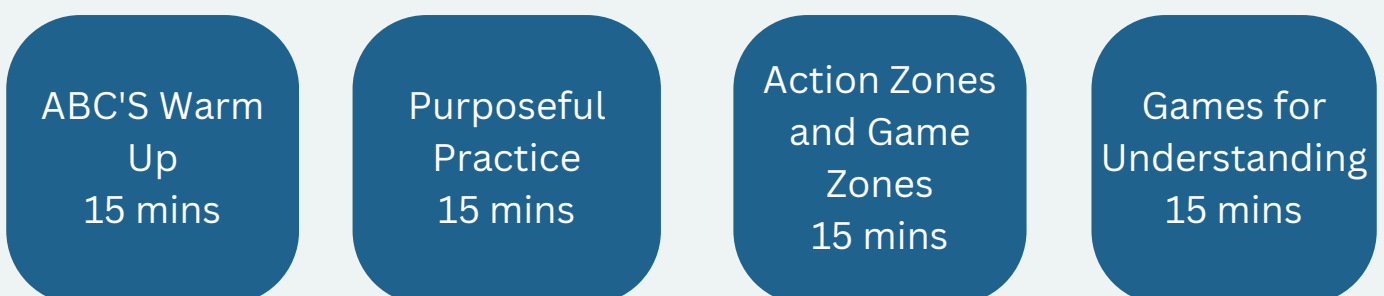 ABC'S Warm
Up
15 mins
Purposeful
Practice
15 mins
Action Zones
and Game
Zones
15 mins
Games for
Understanding
15 mins